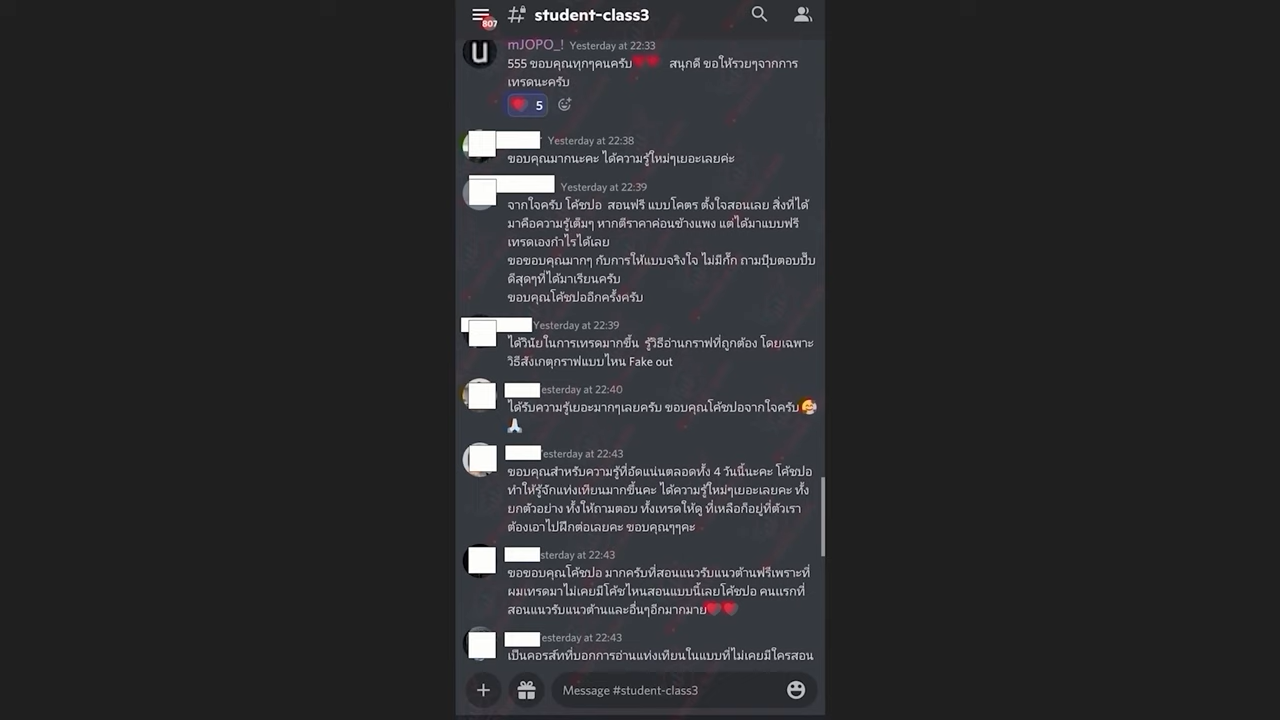 807
student-class3
U
mJOPO_! Yesterday at 22:33
555 ขอบคุณทุกๆคนครับ❤️❤️ สนุกดี ขอให้รวยๆจากการ
เทรดนะครับ
❤️ 5
Yesterday at 22:38
ขอบคุณมากนะคะ ได้ความรู้ใหม่ๆเยอะเลยค่ะ
Yesterday at 22:39
จากใจครับ โค้ชปอ สอนฟรี แบบโคตร ตั้งใจสอนเลย สิ่งที่ได้
มาคือความรู้เต็มๆ หากตีราคาค่อนข้างแพง แต่ได้มาแบบฟรี
เทรดเองกำไรได้เลย
ขอขอบคุณมากๆ กับการให้แบบจริงใจ ไม่มีกั๊ก ถามปุ๊บตอบปั๊บ
ดีสุดๆที่ได้มาเรียนครับ
ขอบคุณโค้ชปออีกครั้งครับ
Yesterday at 22:39
ได้วินัยในการเทรดมากขึ้น รู้วิธีอ่านกราฟที่ถูกต้อง โดยเฉพาะ
วิธีสังเกตุกราฟแบบไหน Fake out
esterday at 22:40
ได้รับความรู้เยอะมากๆเลยครับ ขอบคุณโค้ชปอจากใจครับ🥰
🙏🏻
esterday at 22:43
ขอบคุณสำหรับความรู้ที่อัดแน่นตลอดทั้ง 4 วันนี้นะคะ โค้ชปอ
ทำให้รู้จักแท่งเทียนมากขึ้นคะ ได้ความรู้ใหม่ๆเยอะเลยคะ ทั้ง
ยกตัวอย่าง ทั้งให้ถามตอบ ทั้งเทรดให้ดู ที่เหลือก็อยู่ที่ตัวเรา
ต้องเอาไปฝึกต่อเลยคะ ขอบคุณๆๆคะ
sterday at 22:43
ขอขอบคุณโค้ชปอ มากครับที่สอนแนวรับแนวต้านฟรีเพราะที่
ผมเทรดมาไม่เคยมีโค้ชไหนสอนแบบนี้เลยโค้ชปอ คนแรกที่
สอนแนวรับแนวต้านและอื่นๆอีกมากมาย❤️❤️
esterday at 22:43
เป็นคอรส์ทที่บอกการอ่านแท่งเทียนในแบบที่ไม่เคยมีใครสอน
Message #student-class3